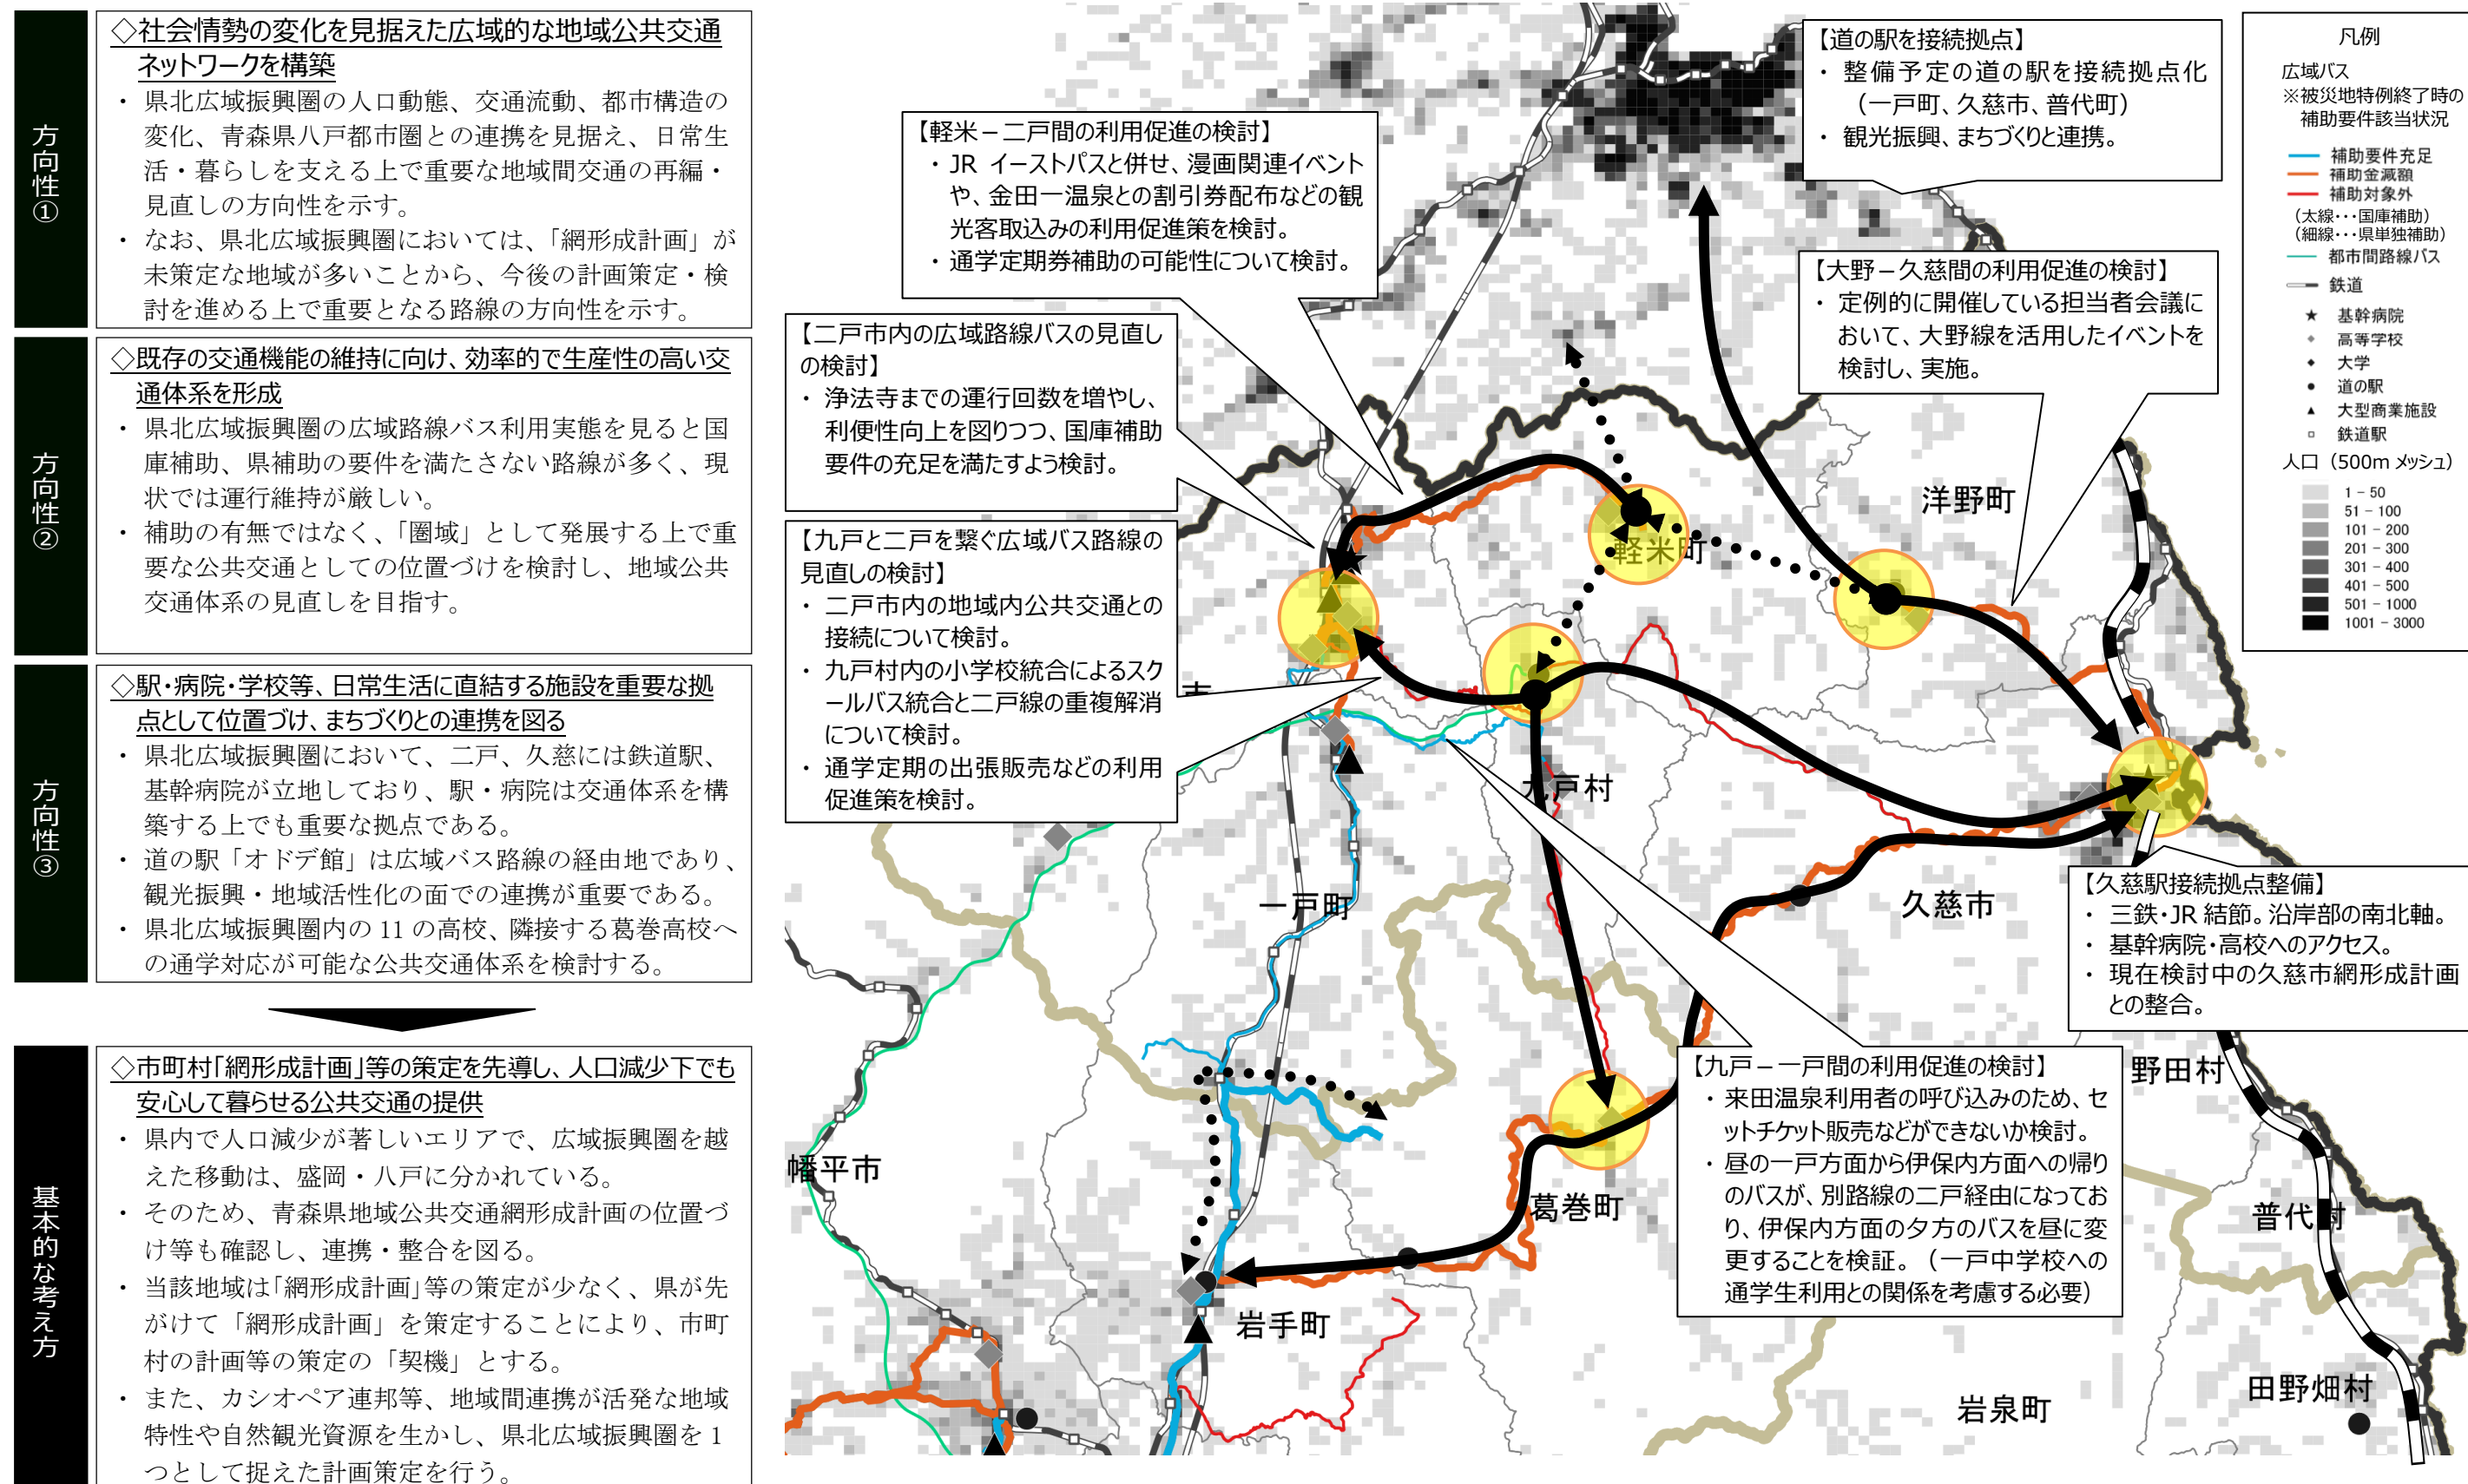 方向性①
◇社会情勢の変化を見据えた広域的な地域公共交通
ネットワークを構築
・ 県北広域振興圏の人口動態、交通流動、都市構造の
変化、青森県八戸都市圏との連携を見据え、日常生
活・暮らしを支える上で重要な地域間交通の再編・
見直しの方向性を示す。
・ なお、県北広域振興圏においては、「網形成計画」が
未策定な地域が多いことから、今後の計画策定・検
討を進める上で重要となる路線の方向性を示す。
方向性②
◇既存の交通機能の維持に向け、効率的で生産性の高い交
通体系を形成
・ 県北広域振興圏の広域路線バス利用実態を見ると国
庫補助、県補助の要件を満たさない路線が多く、現
状では運行維持が厳しい。
・ 補助の有無ではなく、「圏域」として発展する上で重
要な公共交通としての位置づけを検討し、地域公共
交通体系の見直しを目指す。
方向性③
◇駅・病院・学校等、日常生活に直結する施設を重要な拠
点として位置づけ、まちづくりとの連携を図る
・ 県北広域振興圏において、二戸、久慈には鉄道駅、
基幹病院が立地しており、駅・病院は交通体系を構
築する上でも重要な拠点である。
・ 道の駅「オドデ館」は広域バス路線の経由地であり、
観光振興・地域活性化の面での連携が重要である。
・ 県北広域振興圏内の 11 の高校、隣接する葛巻高校へ
の通学対応が可能な公共交通体系を検討する。
基本的な考え方
◇市町村「網形成計画」等の策定を先導し、人口減少下でも
安心して暮らせる公共交通の提供
・ 県内で人口減少が著しいエリアで、広域振興圏を越
えた移動は、盛岡・八戸に分かれている。
・ そのため、青森県地域公共交通網形成計画の位置づ
け等も確認し、連携・整合を図る。
・ 当該地域は「網形成計画」等の策定が少なく、県が先
がけて「網形成計画」を策定することにより、市町
村の計画等の策定の「契機」とする。
・ また、カシオペア連邦等、地域間連携が活発な地域
特性や自然観光資源を生かし、県北広域振興圏を 1
つとして捉えた計画策定を行う。
【軽米－二戸間の利用促進の検討】
・ JR イーストパスと併せ、漫画関連イベント
や、金田一温泉との割引券配布などの観
光客取込みの利用促進策を検討。
・ 通学定期券補助の可能性について検討。
【二戸市内の広域路線バスの見直し
の検討】
・ 浄法寺までの運行回数を増やし、
利便性向上を図りつつ、国庫補助
要件の充足を満たすよう検討。
【九戸と二戸を繋ぐ広域バス路線の
見直しの検討】
・ 二戸市内の地域内公共交通との
接続について検討。
・ 九戸村内の小学校統合によるスク
ールバス統合と二戸線の重複解消
について検討。
・ 通学定期の出張販売などの利用
促進策を検討。
【道の駅を接続拠点】
・ 整備予定の道の駅を接続拠点化
（一戸町、久慈市、普代町）
・ 観光振興、まちづくりと連携。
【大野－久慈間の利用促進の検討】
・ 定例的に開催している担当者会議に
おいて、大野線を活用したイベントを
検討し、実施。
【久慈駅接続拠点整備】
・ 三鉄・JR 結節。沿岸部の南北軸。
・ 基幹病院・高校へのアクセス。
・ 現在検討中の久慈市網形成計画
との整合。
【九戸－一戸間の利用促進の検討】
・ 来田温泉利用者の呼び込みのため、セ
ットチケット販売などができないか検討。
・ 昼の一戸方面から伊保内方面への帰り
のバスが、別路線の二戸経由になってお
り、伊保内方面の夕方のバスを昼に変
更することを検証。（一戸中学校への
通学生利用との関係を考慮する必要）
洋野町
軽米町
市
九戸村
一戸町
久慈市
野田村
幡平市
葛巻町
普代村
岩手町
岩泉町
田野畑村
凡例
広域バス
※被災地特例終了時の
補助要件該当状況
補助要件充足
補助金減額
補助対象外
（太線・・・国庫補助）
（細線・・・県単独補助）
都市間路線バス
鉄道
基幹病院
高等学校
大学
道の駅
大型商業施設
鉄道駅
人口（500m メッシュ）
1 - 50
51 - 100
101 - 200
201 - 300
301 - 400
401 - 500
501 - 1000
1001 - 3000